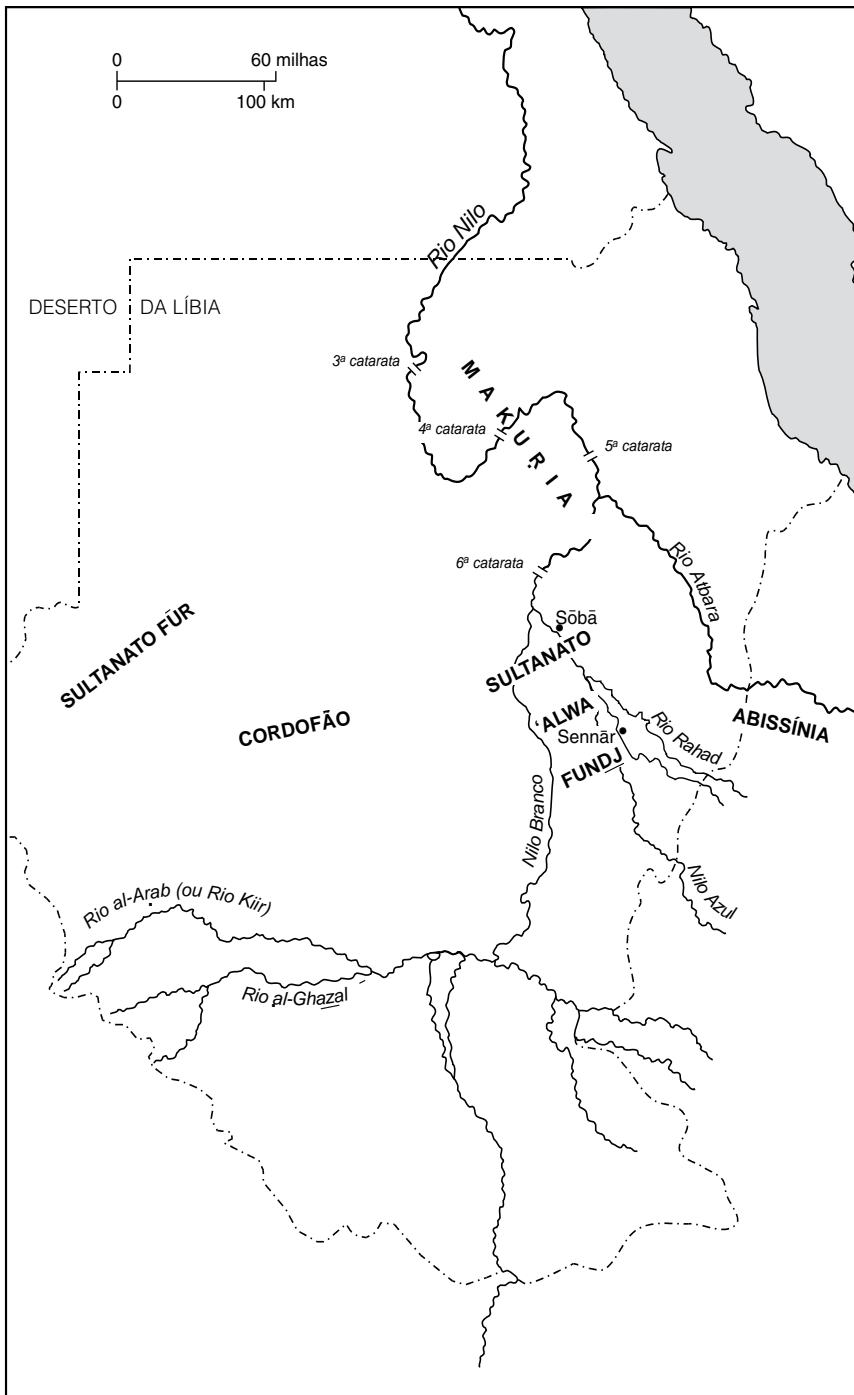 0 60 milhas
0 100 km
Rio Nilo
DESERTO DA LÍBIA
3ª catarata
MAKUṚIA
4ª catarata
5ª catarata
Rio Atbara
6ª catarata
Sōbā
SULTANATO FŪR
SULTANATO
CORDOFÃO
‘ALWA
ABISSÍNIA
Rio Rahad
Sennār
FUNDJ
Nilo Branco
Nilo Azul
Rio al-Arab (ou Rio Kiir)
Rio al-Ghazal